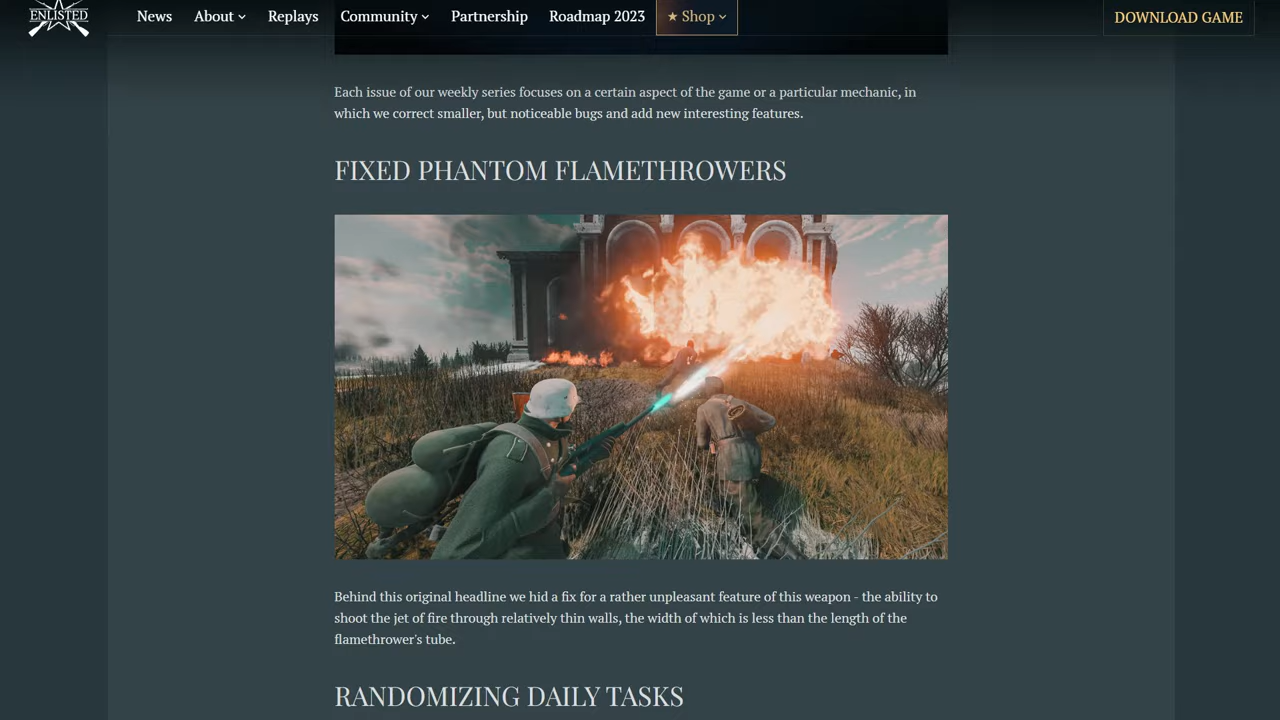 ENLISTED
News
About
Replays
Community
Partnership
Roadmap 2023
★ Shop
DOWNLOAD GAME
Each issue of our weekly series focuses on a certain aspect of the game or a particular mechanic, in
which we correct smaller, but noticeable bugs and add new interesting features.
FIXED PHANTOM FLAMETHROWERS
Behind this original headline we hid a fix for a rather unpleasant feature of this weapon - the ability to
shoot the jet of fire through relatively thin walls, the width of which is less than the length of the
flamethrower's tube.
RANDOMIZING DAILY TASKS